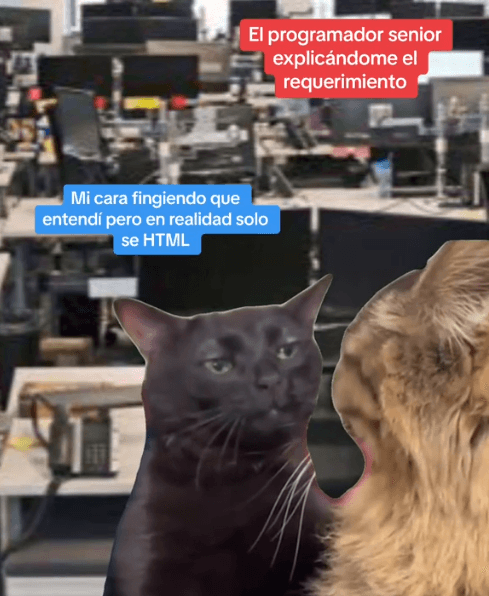 El programador senior
explicándome el
requerimiento
Mi cara fingiendo que
entendí pero en realidad solo
se HTML